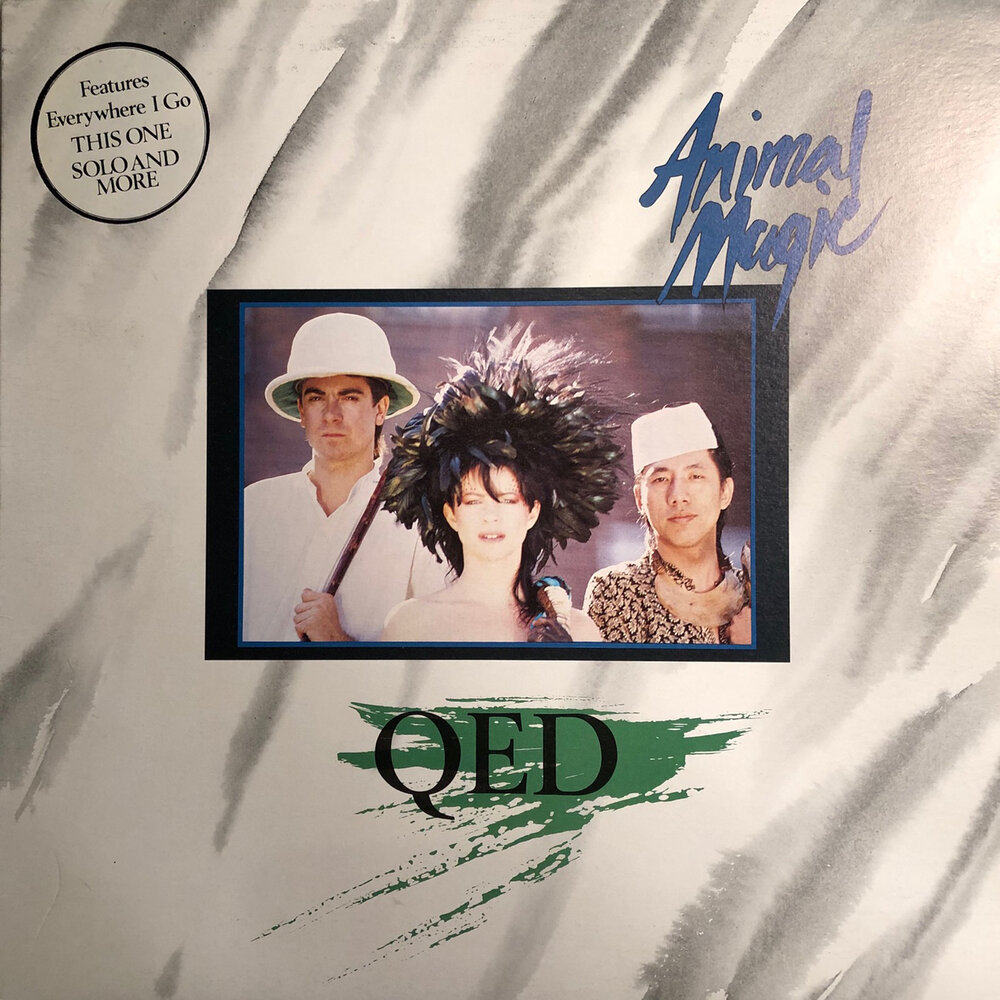 Features
Everywhere I Go
THIS ONE
SOLO AND
MORE
Animal
Magic
QED